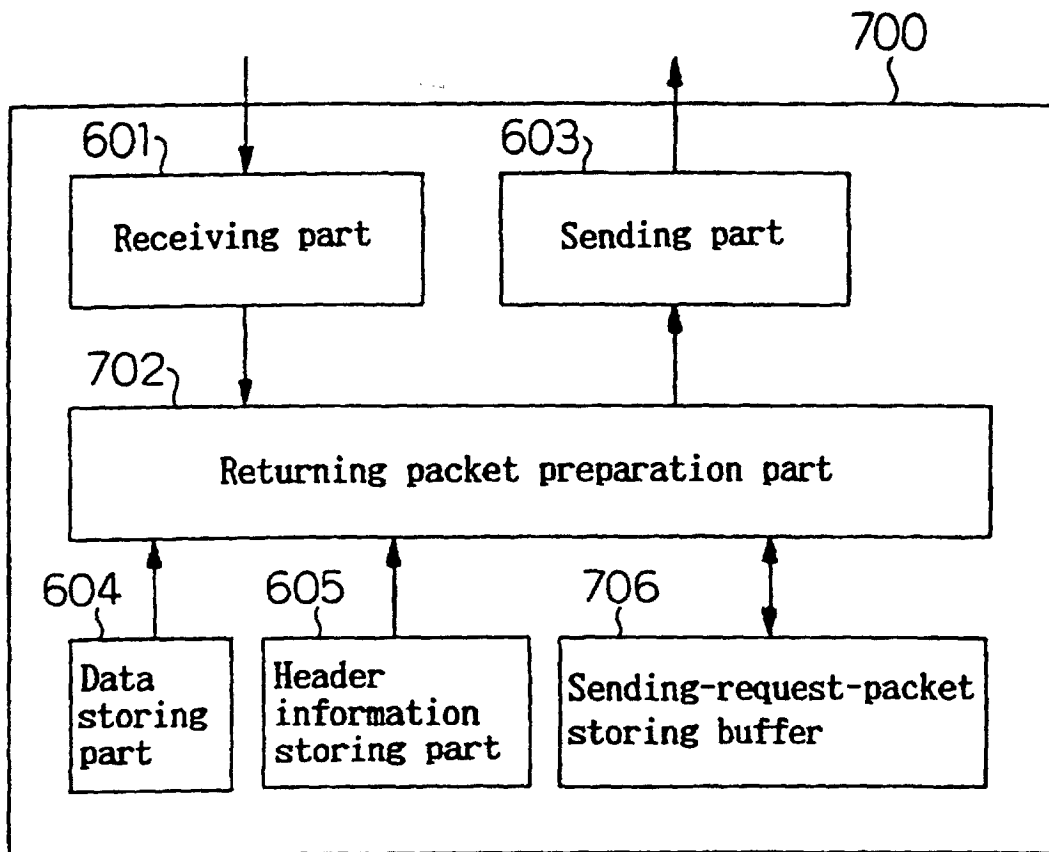 700
601
603
Receiving part
Sending part
702
Returning packet preparation part
604
605
706
Data
storing
part
Header
information
storing part
Sending-request-packet
storing buffer